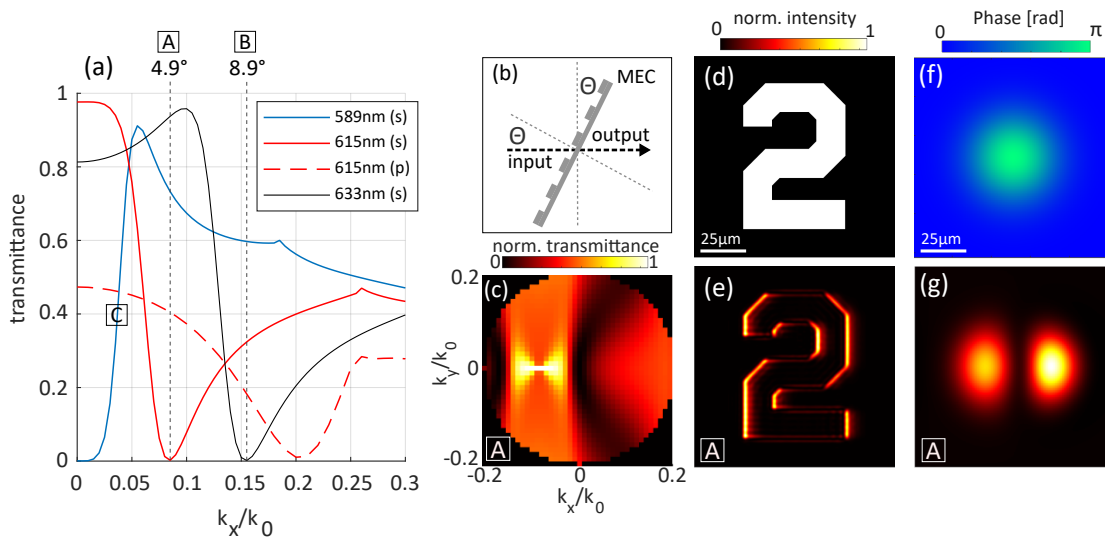 A
B
4.9°
8.9°
(a)
1
0.8
0.6
0.4
0.2
0
transmittance
0
0.05
0.1
0.15
0.2
0.25
0.3
k_x/k_0
589nm (s)
615nm (s)
615nm (p)
633nm (s)
C
(b)
Θ
MEC
Θ
output
input
norm. transmittance
0
1
(c)
0.2
0
-0.2
k_y/k_0
A
-0.2
0
0.2
k_x/k_0
norm. intensity
0
1
(d)
2
25μm
(e)
A
Phase [rad]
0
π
(f)
25μm
(g)
A